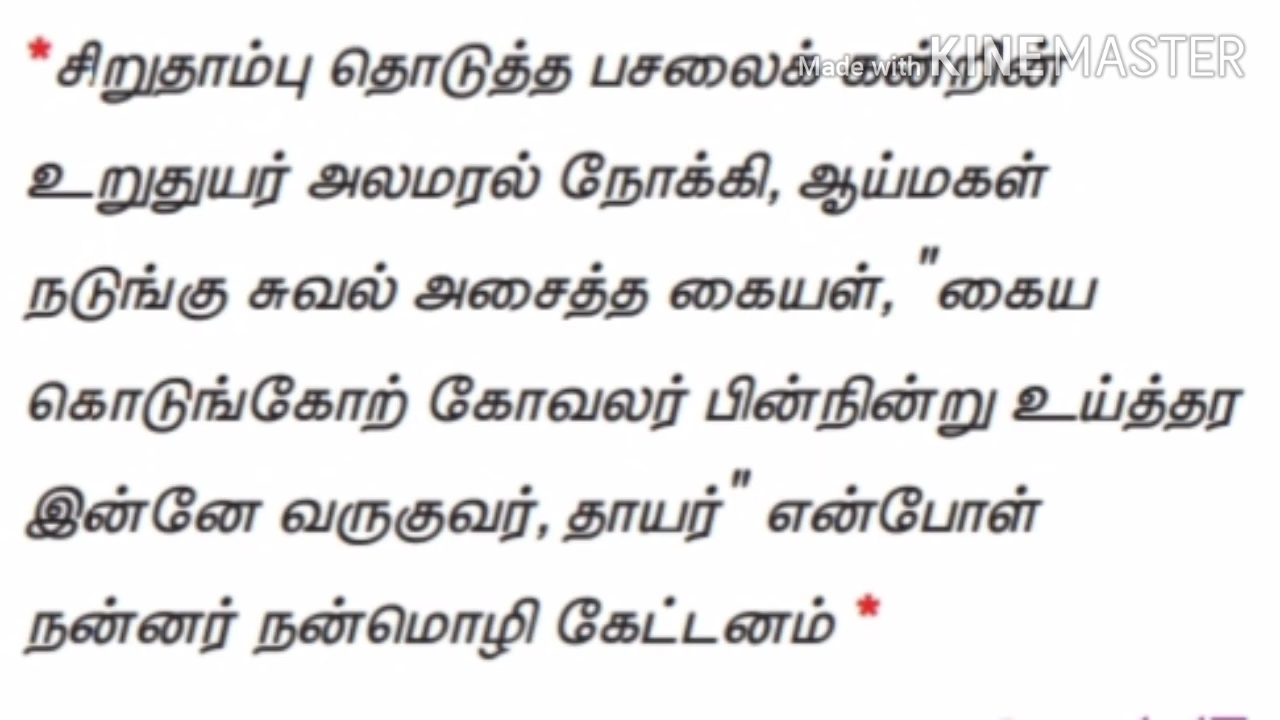 *சிறுதாம்பு தொடுத்த பசலைக் கன்றின்
Made with KINEMASTER
உறுதுயர் அலமரல் நோக்கி, ஆய்மகள்
நடுங்கு சுவல் அசைத்த கையள், "கைய
கொடுங்கோற் கோவலர் பின்நின்று உய்த்தர
இன்னே வருகுவர், தாயர்" என்போள்
நன்னர் நன்மொழி கேட்டனம் *